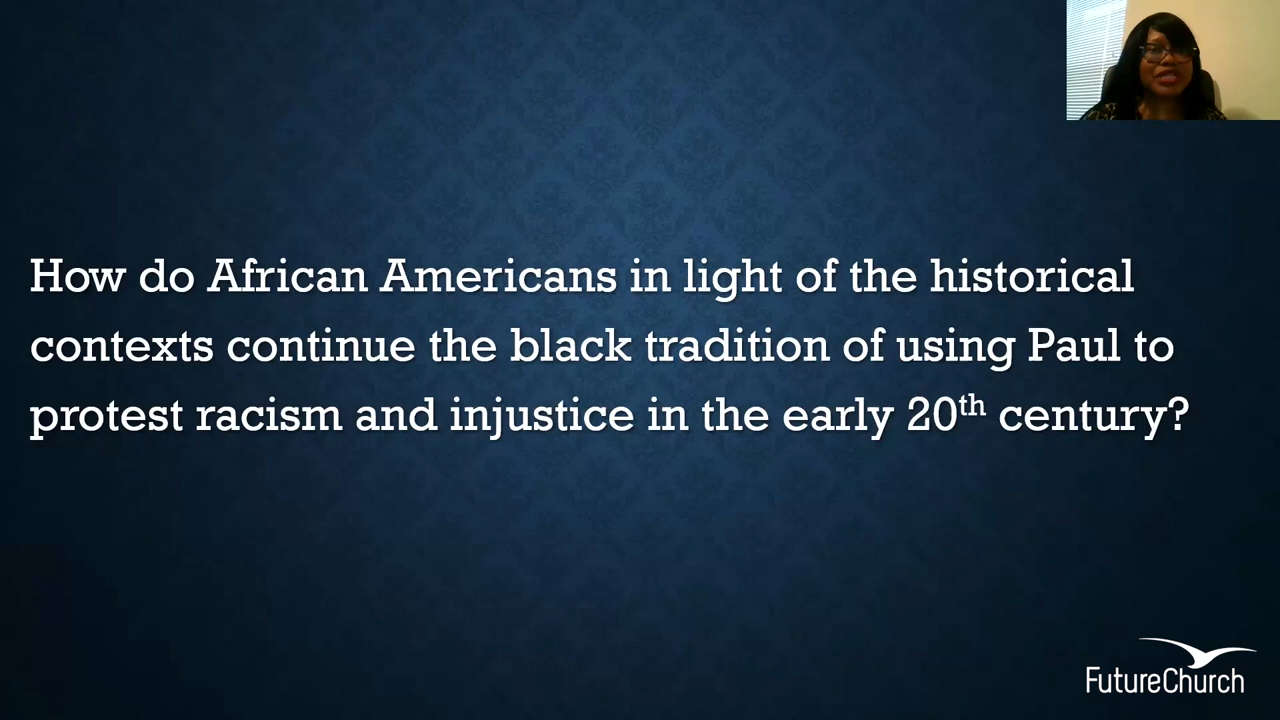 How do African Americans in light of the historical
contexts continue the black tradition of using Paul to
protest racism and injustice in the early 20th century?
FutureChurch